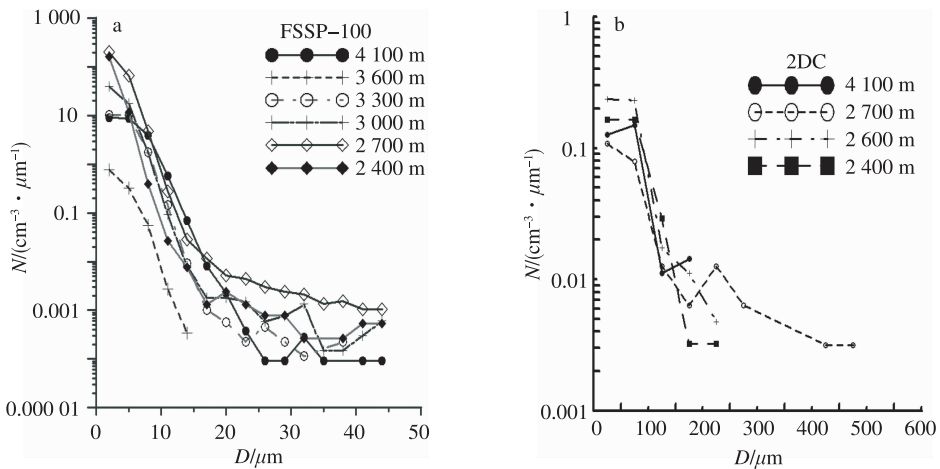 a
FSSP-100
4 100 m
3 600 m
3 300 m
3 000 m
2 700 m
2 400 m
1 000
10
0.1
0.001
0.000 01
N/(cm⁻³ · μm⁻¹)
0 10 20 30 40 50
D/μm
b
2DC
4 100 m
2 700 m
2 600 m
2 400 m
1
0.1
0.01
0.001
N/(cm⁻³ · μm⁻¹)
0 100 200 300 400 500 600
D/μm